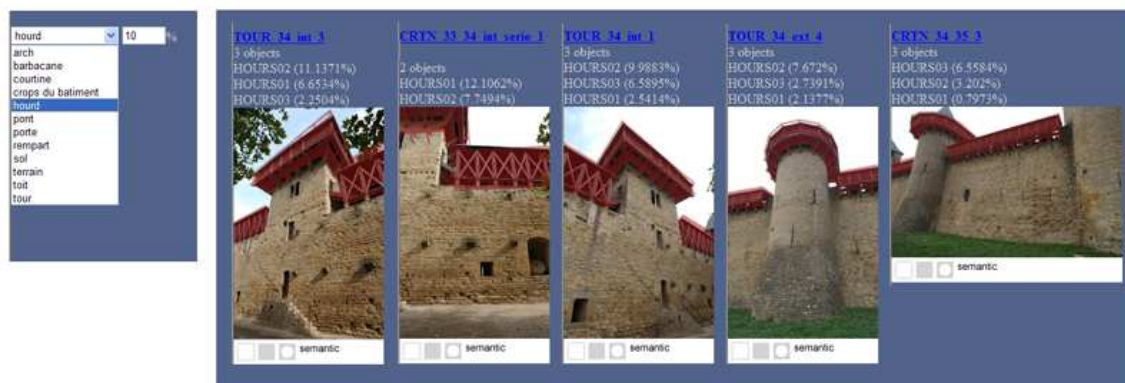 hourd 10 %
arch
barbacane
courtine
crops du batiment
hourd
pont
porte
rempart
sol
terrain
toit
tour
TOUR_34_int_3
3 objects
HOURS02 (11.1371%)
HOURS01 (6.6534%)
HOURS03 (2.2504%)
semantic
CRTN_33_34_int_serie_1
2 objects
HOURS01 (12.1062%)
HOURS02 (7.7494%)
semantic
TOUR_34_int_1
3 objects
HOURS02 (9.9883%)
HOURS03 (6.5895%)
HOURS01 (2.5414%)
semantic
TOUR_34_ext_4
3 objects
HOURS02 (7.672%)
HOURS03 (2.7391%)
HOURS01 (2.1377%)
semantic
CRTN_34_35_3
3 objects
HOURS03 (6.5584%)
HOURS02 (3.202%)
HOURS01 (0.7973%)
semantic